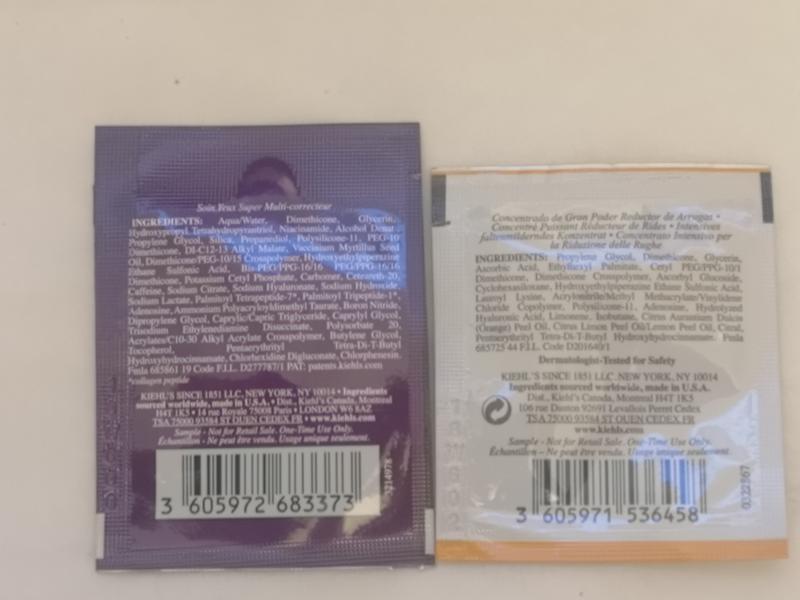 Soin Yeux Super Multi-correcteur
INGREDIENTS: Aqua/Water, Dimethicone, Glycerin,
Hydroxypropyl Tetrahydropyrantriol, Niacinamide, Alcohol Denat.
Propylene Glycol, Silica, Propanediol, Polysilicone-11, PEG-10
Dimethicone, DI-C12-13 Alkyl Malate, Vaccinium Myrtillus Seed
Oil, Dimethicone/PEG-10/15 Crosspolymer, Hydroxyethylpiperazine
Ethane Sulfonic Acid, Bis-PEG/PPG-16/16 PEG/PPG-16/16
Dimethicone, Potassium Cetyl Phosphate, Carbomer, Ceteareth-20,
Caffeine, Sodium Citrate, Sodium Hyaluronate, Sodium Hydroxide,
Sodium Lactate, Palmitoyl Tetrapeptide-7*, Palmitoyl Tripeptide-1*,
Adenosine, Ammonium Polyacryloyldimethyl Taurate, Boron Nitride,
Dipropylene Glycol, Caprylic/Capric Triglyceride, Caprylyl Glycol,
Trisodium Ethylenediamine Disuccinate, Polysorbate 20,
Acrylates/C10-30 Alkyl Acrylate Crosspolymer, Butylene Glycol,
Tocopherol, Pentaerythrityl Tetra-Di-T-Butyl
Hydroxyhydrocinnamate, Chlorhexidine Digluconate, Chlorphenesin.
Fmla 685861 19 Code F.I.L. D277787/1 PAT: patents.kiehls.com
*collagen peptide
KIEHL'S SINCE 1851 LLC, NEW YORK, NY 10014 • Ingredients
sourced worldwide, made in U.S.A. • Dist., Kiehl's Canada, Montreal
H4T 1K5 • 14 rue Royale 75008 Paris • LONDON W6 8AZ
TSA 75000 93584 ST OUEN CEDEX FR • www.kiehls.com
Sample - Not for Retail Sale. One-Time Use Only.
Échantillon - Ne peut être vendu. Usage unique seulement.
3 605972 683373
Concentrado de Gran Poder Reductor de Arrugas •
Concentré Puissant Réducteur de Rides • Intensives
faltenmilderndes Konzentrat • Concentrato Intensivo per
la Riduzione delle Rughe
INGREDIENTS: Propylene Glycol, Dimethicone, Glycerin,
Ascorbic Acid, Ethylhexyl Palmitate, Cetyl PEG/PPG-10/1
Dimethicone, Dimethicone Crosspolymer, Ascorbyl Glucoside,
Cyclohexasiloxane, Hydroxyethylpiperazine Ethane Sulfonic Acid,
Lauroyl Lysine, Acrylonitrile/Methyl Methacrylate/Vinylidene
Chloride Copolymer, Polysilicone-11, Adenosine, Hydrolyzed
Hyaluronic Acid, Limonene, Isobutane, Citrus Aurantium Dulcis
(Orange) Peel Oil, Citrus Limon Peel Oil/Lemon Peel Oil, Citral,
Pentaerythrityl Tetra-Di-T-Butyl Hydroxyhydrocinnamate. Fmla
685725 44 F.I.L. Code D201640/1
Dermatologist-Tested for Safety
KIEHL'S SINCE 1851 LLC, NEW YORK, NY 10014
Ingredients sourced worldwide, made in U.S.A.
Dist., Kiehl's Canada, Montreal H4T 1K5
106 rue Danton 92691 Levallois Perret Cedex
TSA 75000 93584 ST OUEN CEDEX FR
www.kiehls.com
Sample - Not for Retail Sale. One-Time Use Only.
Échantillon - Ne peut être vendu. Usage unique seulement.
3 605971 536458